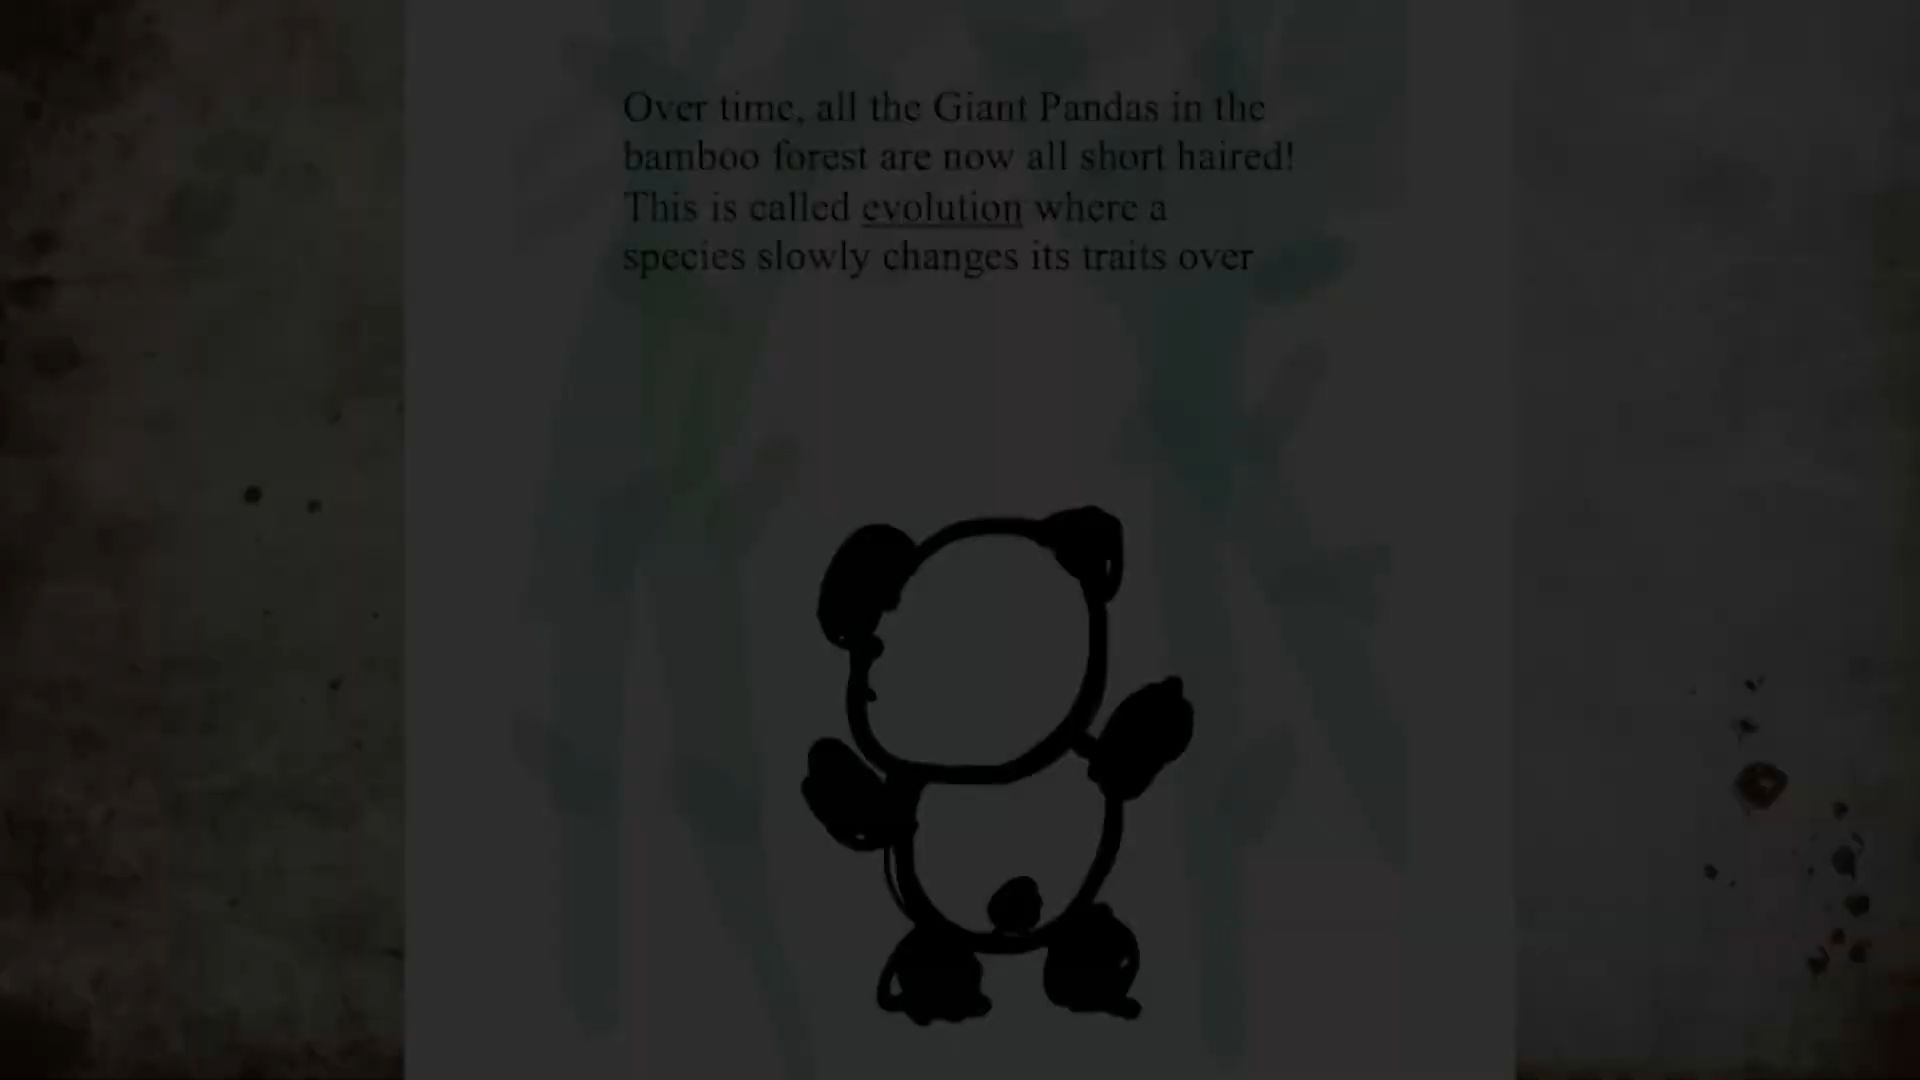 Over time, all the Giant Pandas in the
bamboo forest are now all short haired!
This is called evolution where a
species slowly changes its traits over